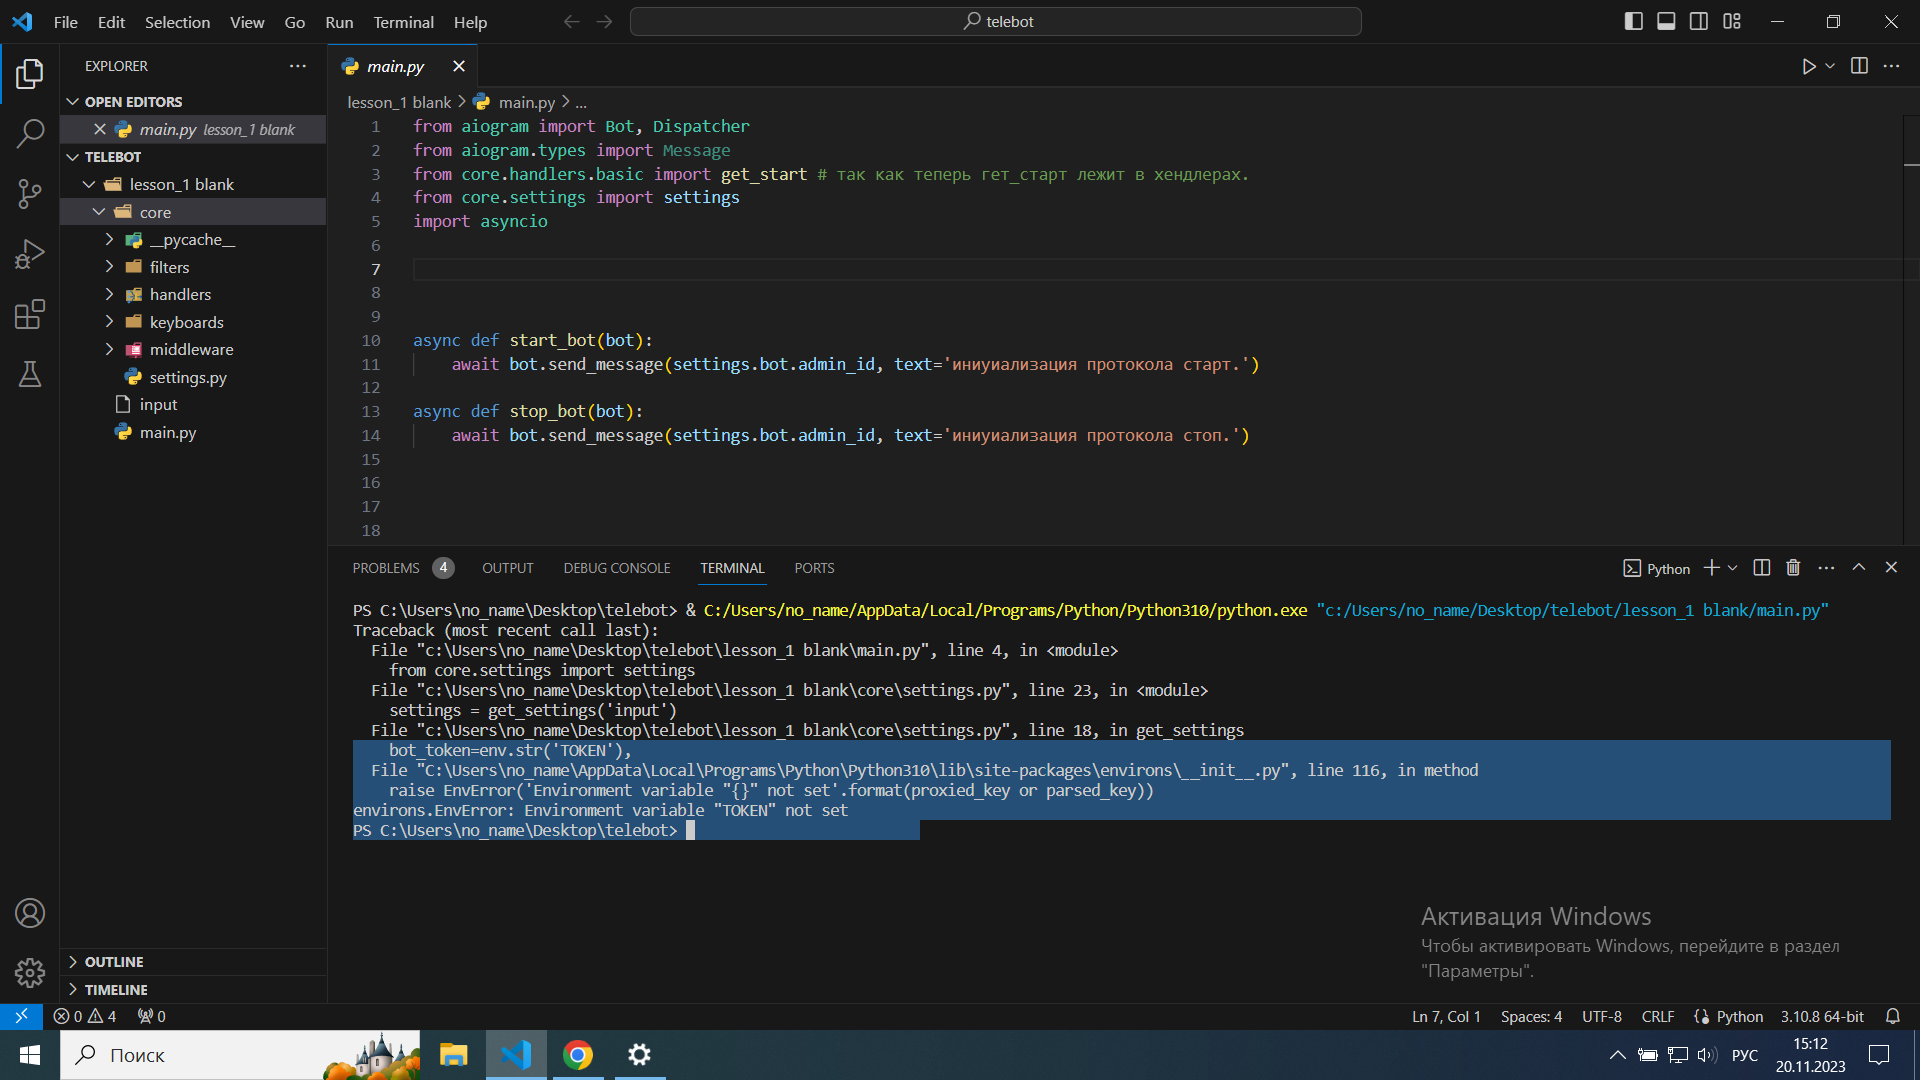 File Edit Selection View Go Run Terminal Help
telebot
EXPLORER
OPEN EDITORS
main.py lesson_1 blank
TELEBOT
lesson_1 blank
core
__pycache__
filters
handlers
keyboards
middleware
settings.py
input
main.py
OUTLINE
TIMELINE
main.py
lesson_1 blank > main.py > ...
1 from aiogram import Bot, Dispatcher
2 from aiogram.types import Message
3 from core.handlers.basic import get_start # так как теперь гет_старт лежит в хендлерах.
4 from core.settings import settings
5 import asyncio
6
7
8
9
10 async def start_bot(bot):
11 await bot.send_message(settings.bot.admin_id, text='иниуиализация протокола старт.')
12
13 async def stop_bot(bot):
14 await bot.send_message(settings.bot.admin_id, text='иниуиализация протокола стоп.')
15
16
17
18
PROBLEMS 4 OUTPUT DEBUG CONSOLE TERMINAL PORTS
Python
PS C:\Users\no_name\Desktop\telebot> & C:/Users/no_name/AppData/Local/Programs/Python/Python310/python.exe "c:/Users/no_name/Desktop/telebot/lesson_1 blank/main.py"
Traceback (most recent call last):
File "c:\Users\no_name\Desktop\telebot\lesson_1 blank\main.py", line 4, in <module>
from core.settings import settings
File "c:\Users\no_name\Desktop\telebot\lesson_1 blank\core\settings.py", line 23, in <module>
settings = get_settings('input')
File "c:\Users\no_name\Desktop\telebot\lesson_1 blank\core\settings.py", line 18, in get_settings
bot_token=env.str('TOKEN'),
File "C:\Users\no_name\AppData\Local\Programs\Python\Python310\lib\site-packages\environs\__init__.py", line 116, in method
raise EnvError('Environment variable "{}" not set'.format(proxied_key or parsed_key))
environs.EnvError: Environment variable "TOKEN" not set
PS C:\Users\no_name\Desktop\telebot>
Активация Windows
Чтобы активировать Windows, перейдите в раздел
"Параметры".
0 4 0
Ln 7, Col 1 Spaces: 4 UTF-8 CRLF Python 3.10.8 64-bit
Поиск
РУС
15:12
20.11.2023